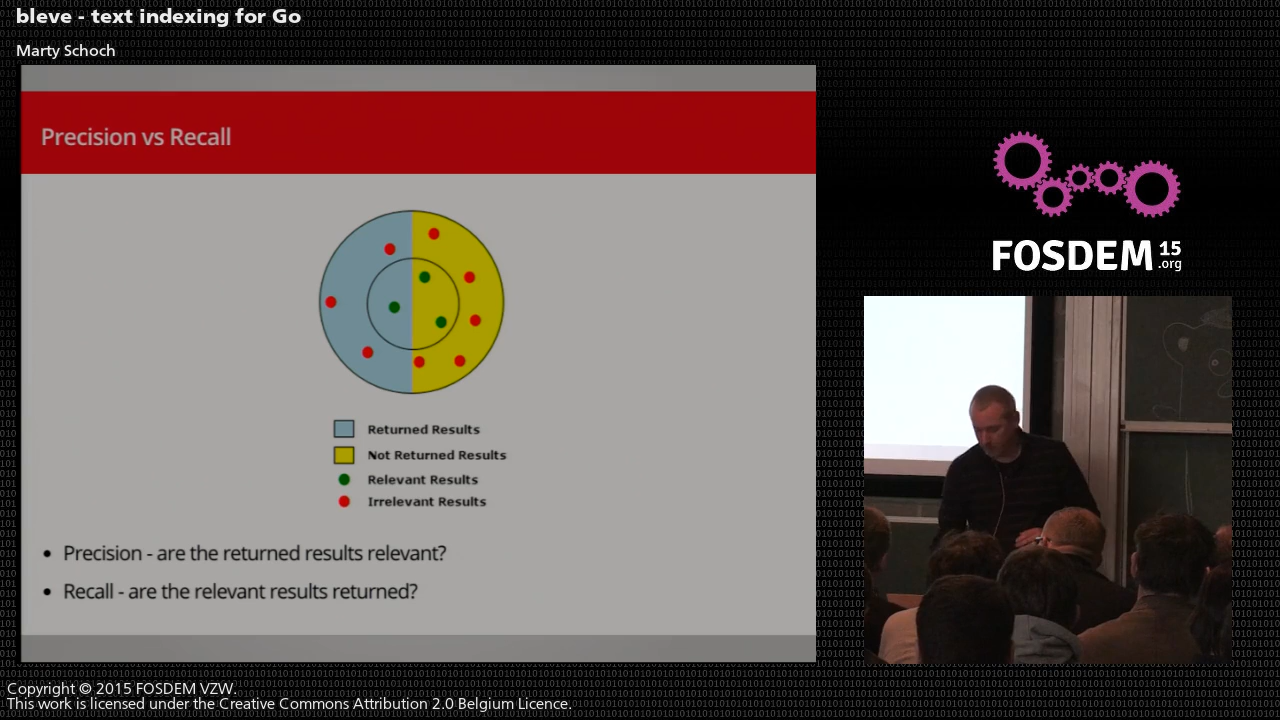 bleve - text indexing for Go
Marty Schoch
Precision vs Recall
Returned Results
Not Returned Results
Relevant Results
Irrelevant Results
• Precision - are the returned results relevant?
• Recall - are the relevant results returned?
FOSDEM 15
.org
Copyright © 2015 FOSDEM VZW.
This work is licensed under the Creative Commons Attribution 2.0 Belgium Licence.